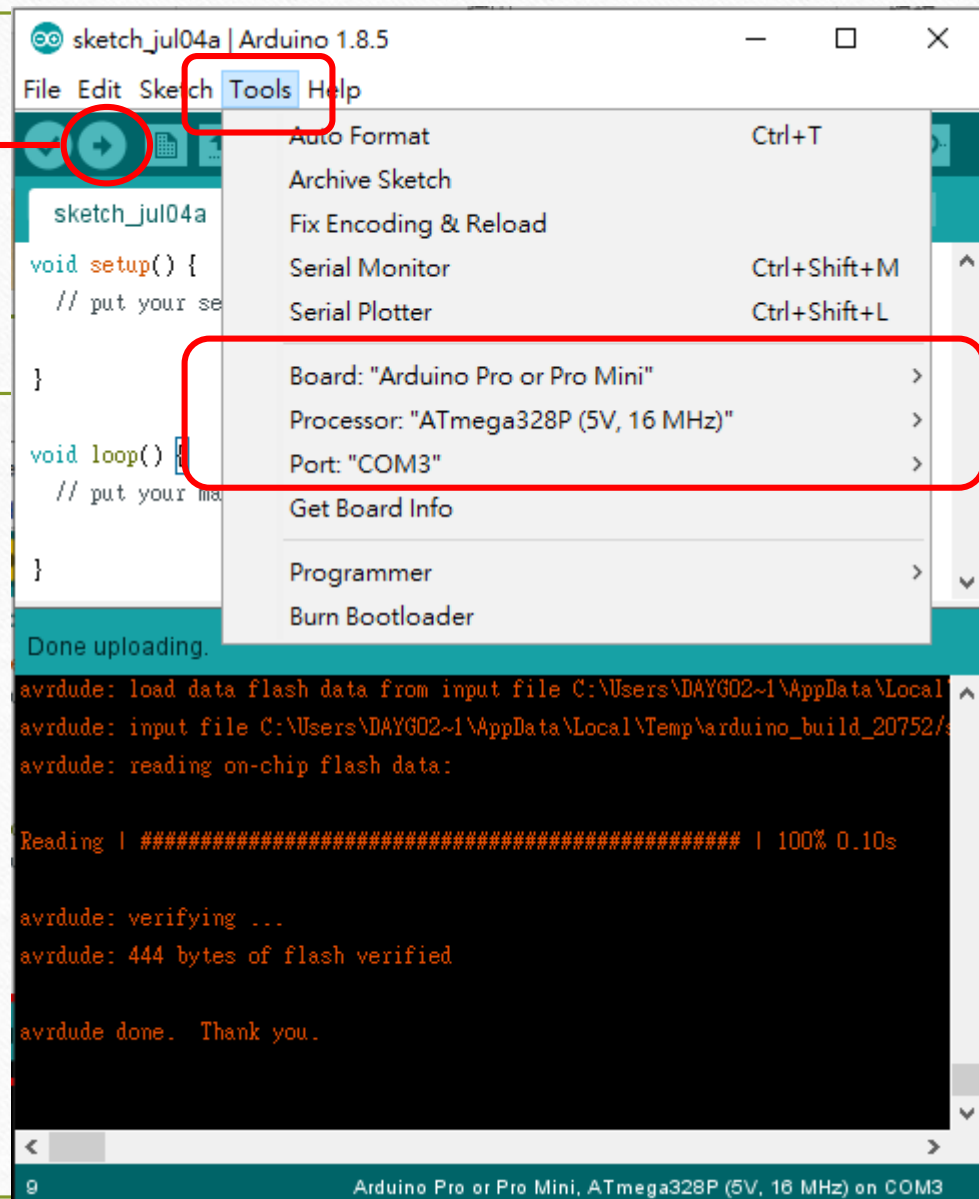 sketch_jul04a | Arduino 1.8.5
File Edit Sketch Tools Help
Auto Format Ctrl+T
Archive Sketch
Fix Encoding & Reload
Serial Monitor Ctrl+Shift+M
Serial Plotter Ctrl+Shift+L
Board: "Arduino Pro or Pro Mini"
Processor: "ATmega328P (5V, 16 MHz)"
Port: "COM3"
Get Board Info
Programmer
Burn Bootloader
sketch_jul04a
void setup() {
// put your se
}
void loop() {
// put your ma
}
Done uploading.
avrdude: load data flash data from input file C:\Users\DAYGO2~1\AppData\Local
avrdude: input file C:\Users\DAYGO2~1\AppData\Local\Temp\arduino_build_20752/
avrdude: reading on-chip flash data:
Reading | ################################################## | 100% 0.10s
avrdude: verifying ...
avrdude: 444 bytes of flash verified
avrdude done.  Thank you.
9 Arduino Pro or Pro Mini, ATmega328P (5V, 16 MHz) on COM3